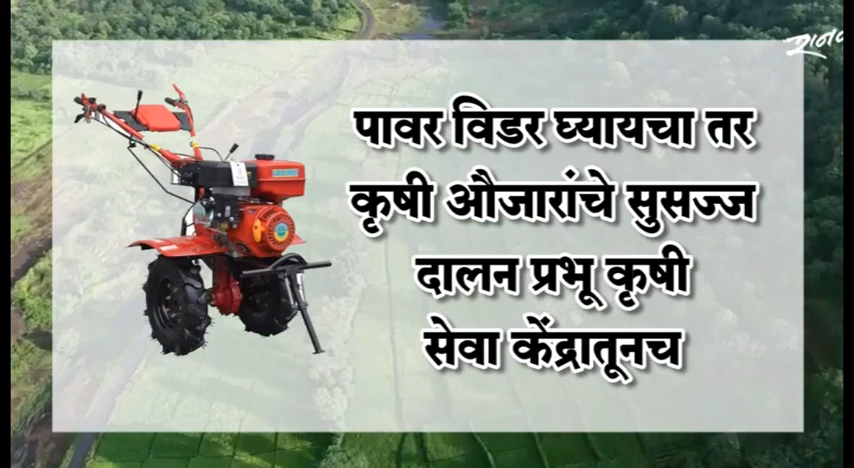 पावर विडर घ्यायचा तर
कृषी औजारांचे सुसज्ज
दालन प्रभू कृषी
सेवा केंद्रातूनच